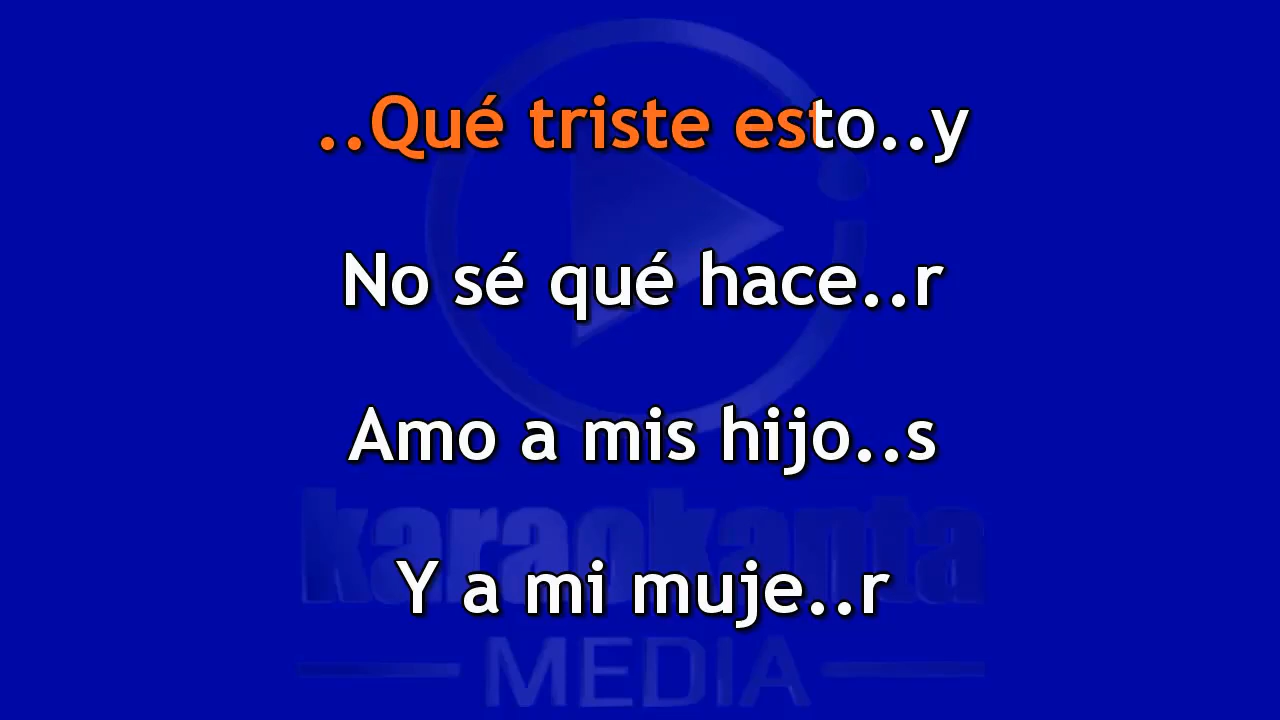 ..Qué triste esto..y
No sé qué hace..r
Amo a mis hijo..s
karaokanta
Y a mi muje..r
MEDIA